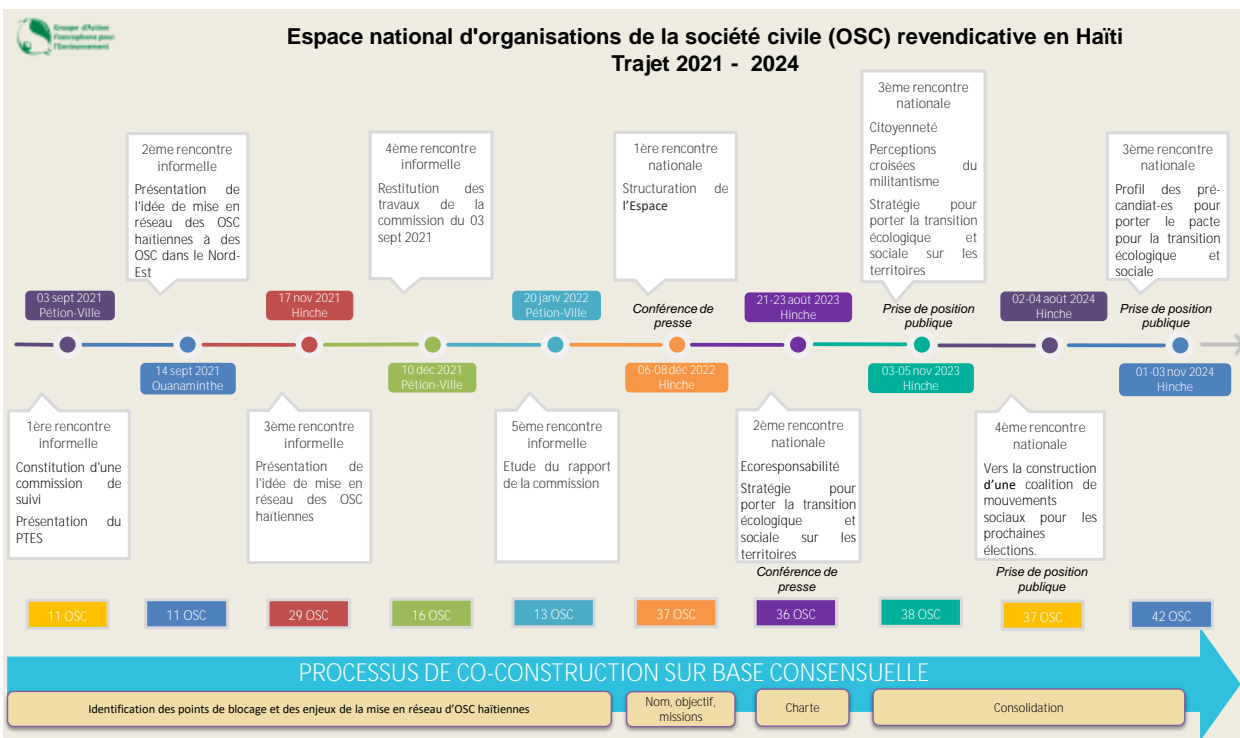 Groupe d'Action
Francophone pour
l'Environnement
Espace national d'organisations de la société civile (OSC) revendicative en Haïti
Trajet 2021 - 2024
2ème rencontre
informelle
Présentation de
l'idée de mise en
réseau des OSC
haïtiennes à des
OSC dans le Nord-
Est
4ème rencontre
informelle
Restitution des
travaux de la
commission du 03
sept 2021
1ère rencontre
nationale
Structuration de
l'Espace
3ème rencontre
nationale
Citoyenneté
Perceptions
croisées du
militantisme
Stratégie pour
porter la transition
écologique et
sociale sur les
territoires
3ème rencontre
nationale
Profil des pré-
candiat-es pour
porter le pacte
pour la transition
écologique et
sociale
03 sept 2021
Pétion-Ville
17 nov 2021
Hinche
20 janv 2022
Pétion-Ville
Conférence de
presse
21-23 août 2023
Hinche
Prise de position
publique
02-04 août 2024
Hinche
Prise de position
publique
14 sept 2021
Ouanaminthe
10 déc 2021
Pétion-Ville
06-08 déc 2022
Hinche
03-05 nov 2023
Hinche
01-03 nov 2024
Hinche
1ère rencontre
informelle
Constitution d'une
commission de
suivi
Présentation du
PTES
3ème rencontre
informelle
Présentation de
l'idée de mise en
réseau des OSC
haïtiennes
5ème rencontre
informelle
Etude du rapport
de la commission
2ème rencontre
nationale
Ecoresponsabilité
Stratégie pour
porter la transition
écologique et
sociale sur les
territoires
Conférence de
presse
4ème rencontre
nationale
Vers la construction
d'une coalition de
mouvements
sociaux pour les
prochaines
élections.
Prise de position
publique
11 OSC
11 OSC
29 OSC
16 OSC
13 OSC
37 OSC
36 OSC
38 OSC
37 OSC
42 OSC
PROCESSUS DE CO-CONSTRUCTION SUR BASE CONSENSUELLE
Identification des points de blocage et des enjeux de la mise en réseau d'OSC haïtiennes
Nom, objectif,
missions
Charte
Consolidation